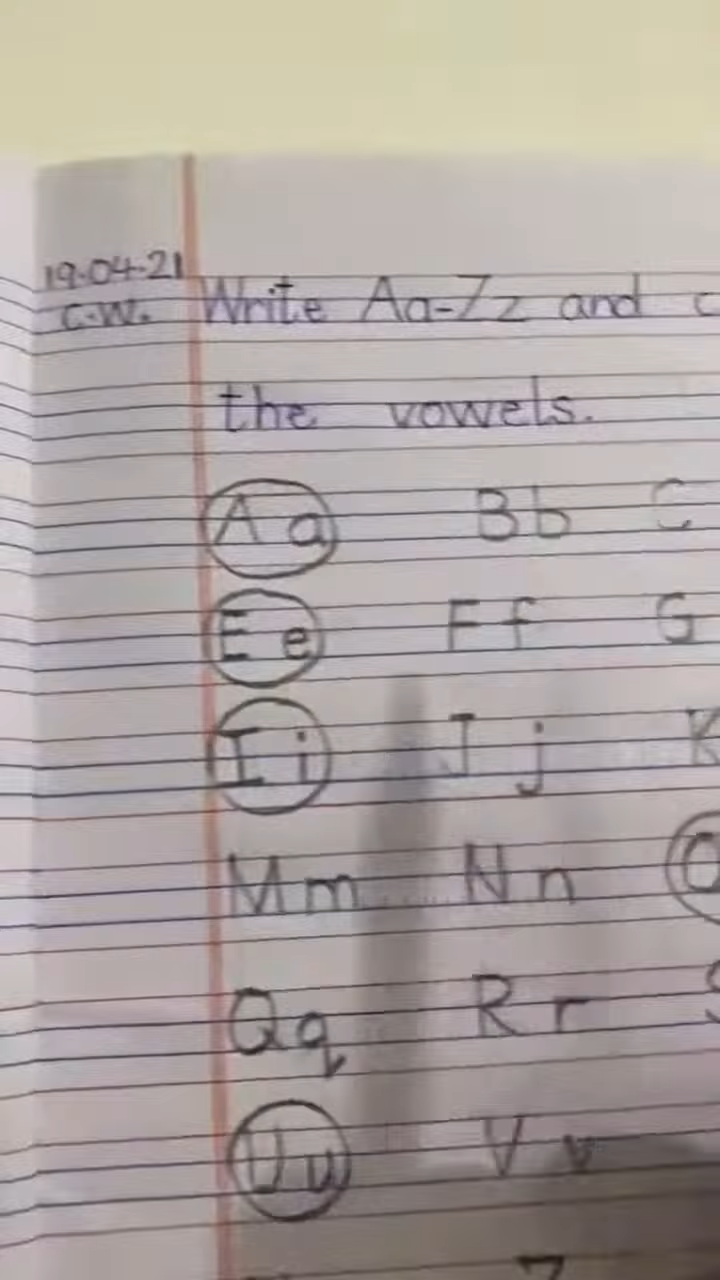 19.04.21
C.W. Write Aa-Zz and c
the vowels.
Aa Bb C
Ee Ff G
Ii Jj K
Mm Nn O
Qq Rr S
Uu Vv